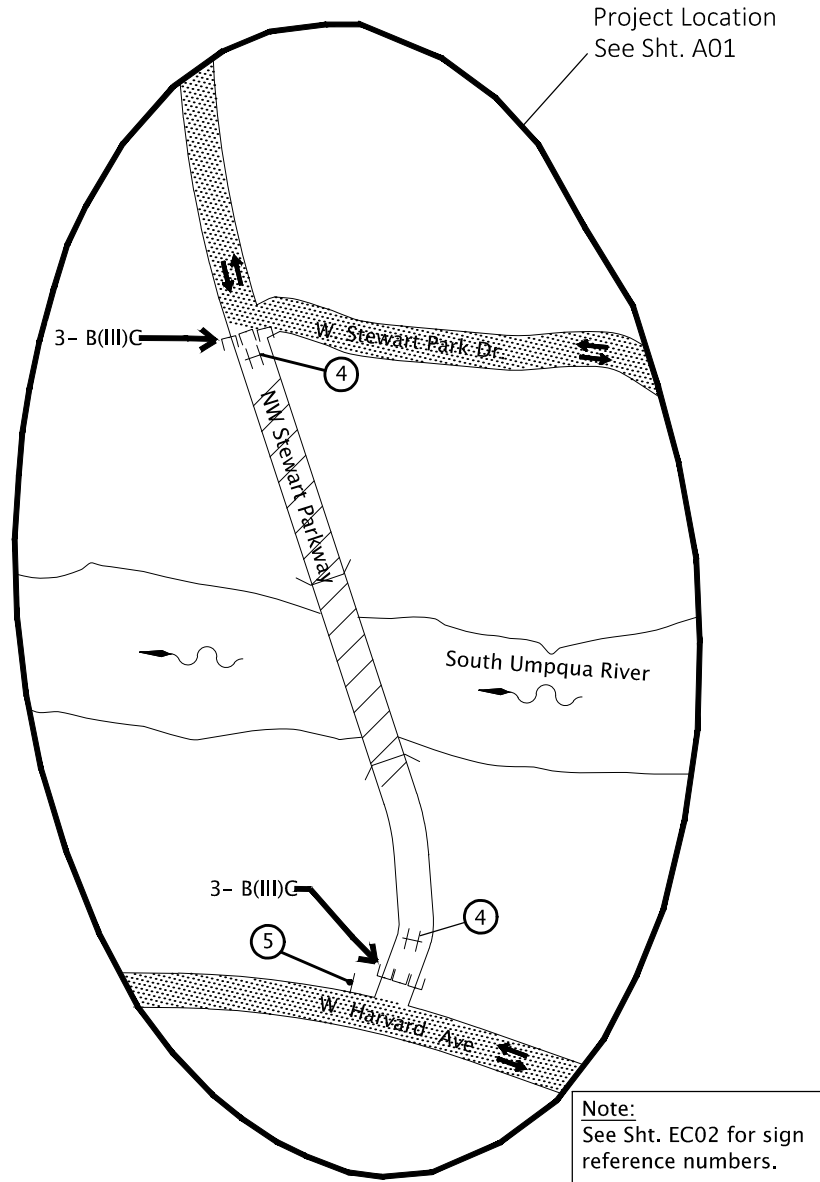 Project Location
See Sht. A01
3- B(III)C
W Stewart Park Dr
4
NW Stewart Parkway
South Umpqua River
3- B(III)C
4
5
W Harvard Ave
Note:
See Sht. EC02 for sign
reference numbers.